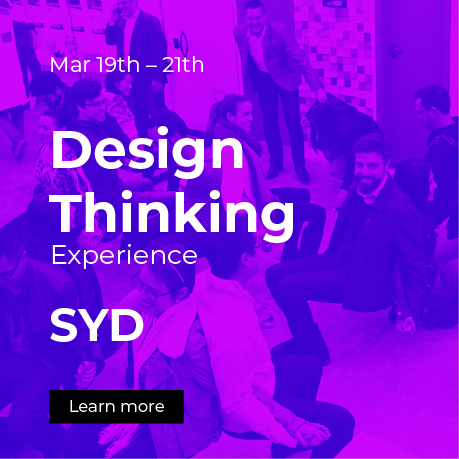 Mar 19th – 21th
Design
Thinking
Experience
SYD
Learn more